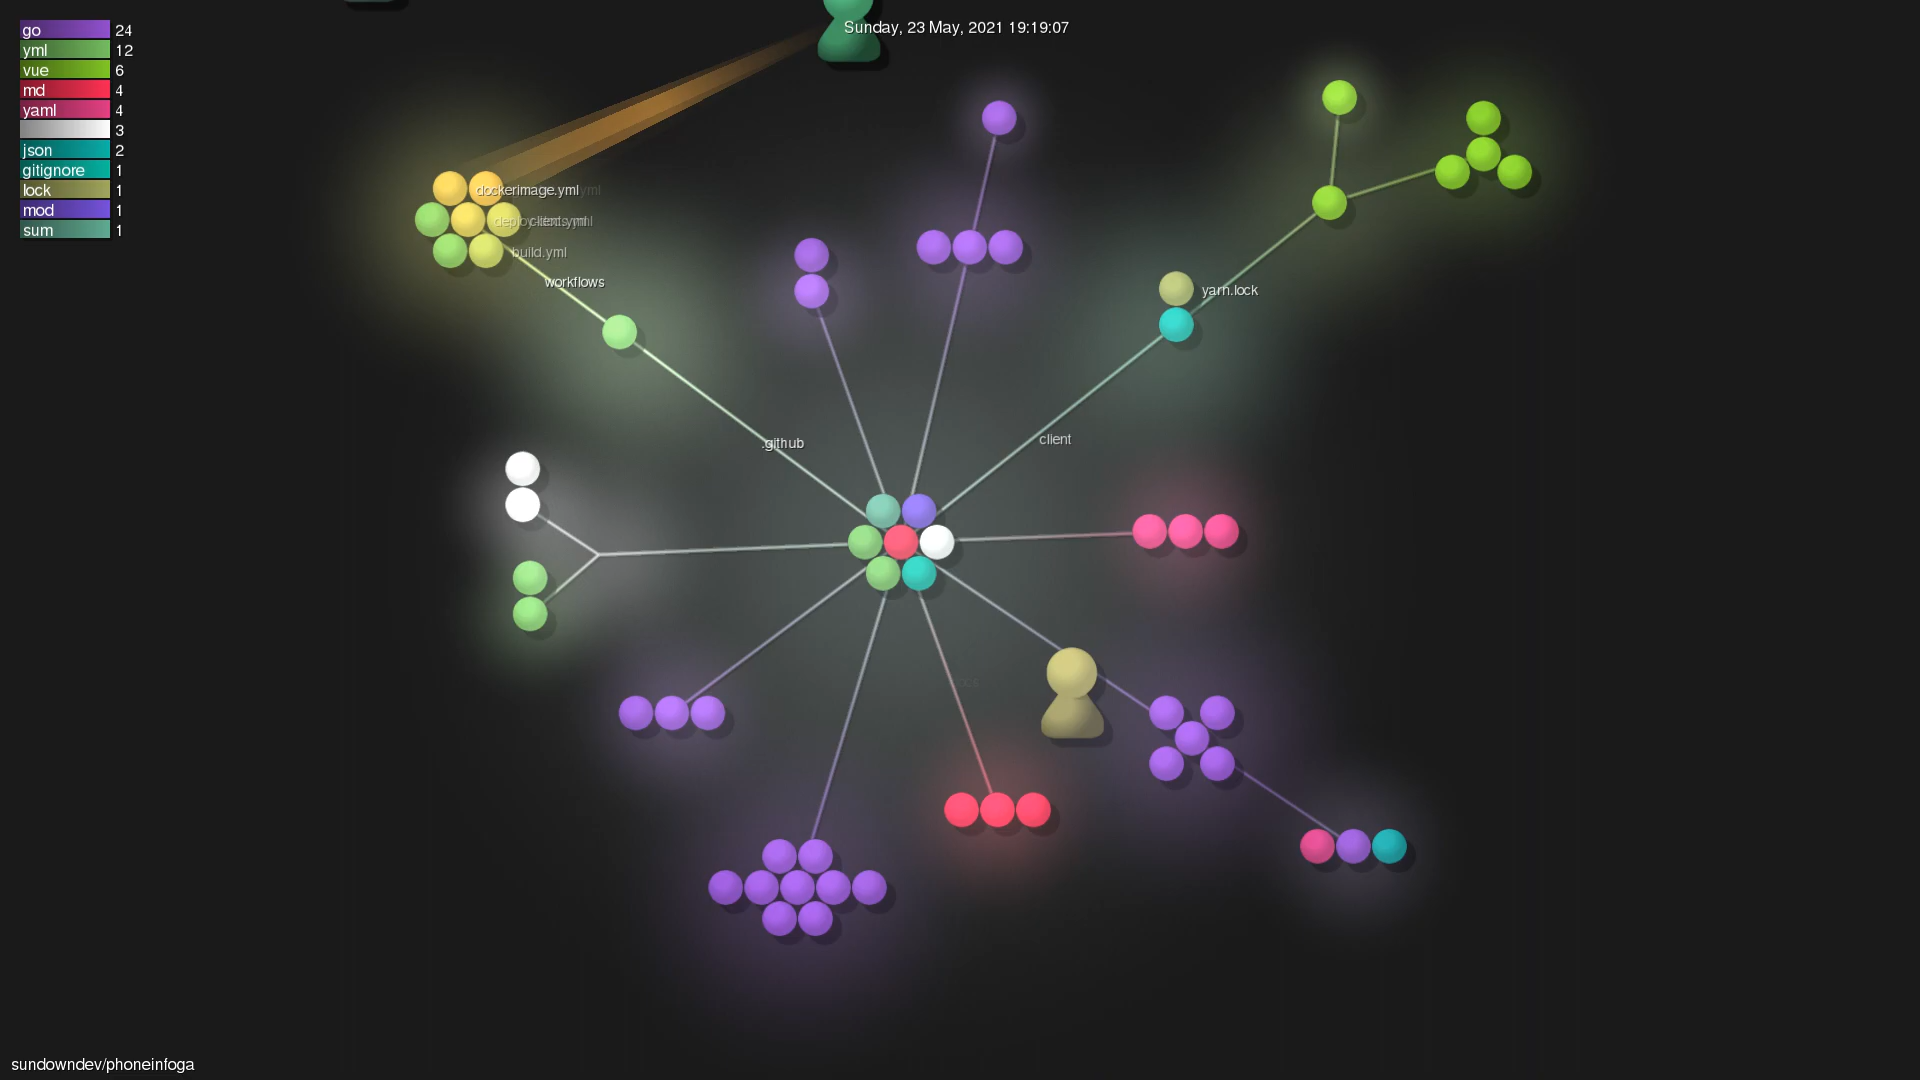 Sunday, 23 May, 2021 19:19:07
go 24
yml 12
vue 6
md 4
yaml 4
3
json 2
gitignore 1
lock 1
mod 1
sum 1
dockerimage.yml
build.yml
workflows
yarn.lock
.github
client
sundowndev/phoneinfoga